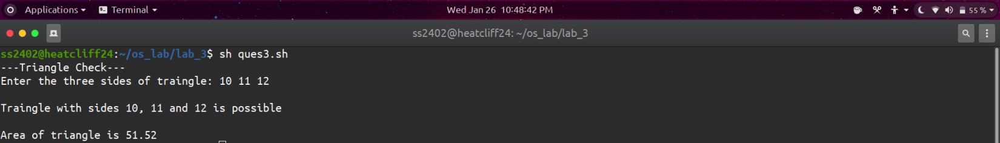 Applications Terminal Wed Jan 26 10:48:42 PM 55 %
ss2402@heatcliff24: ~/os_lab/lab_3
ss2402@heatcliff24:~/os_lab/lab_3$ sh ques3.sh
---Triangle Check---
Enter the three sides of traingle: 10 11 12
Traingle with sides 10, 11 and 12 is possible
Area of triangle is 51.52